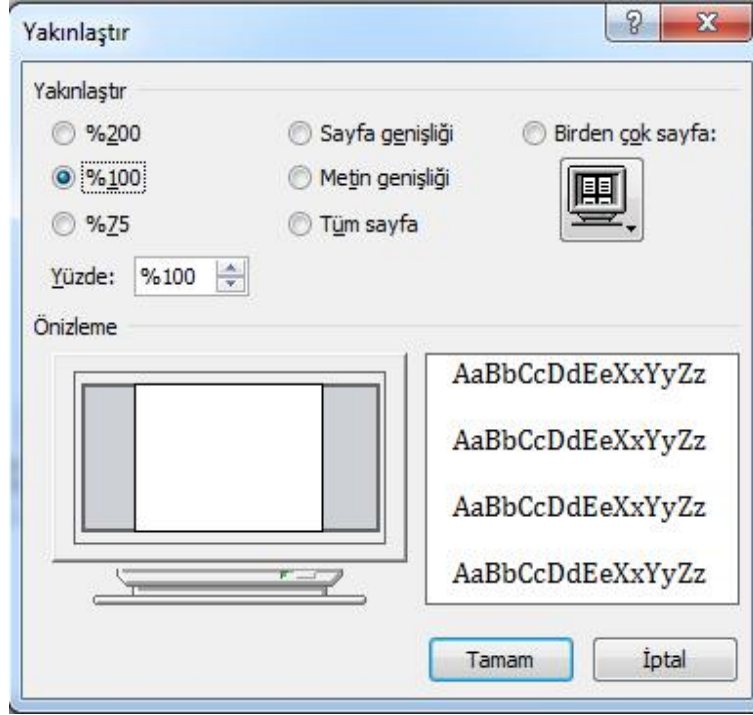 Yakınlaştır
Yakınlaştır
%200 Sayfa genişliği Birden çok sayfa:
%100 Metin genişliği
%75 Tüm sayfa
Yüzde: %100
Önizleme
AaBbCcDdEeXxYyZz
AaBbCcDdEeXxYyZz
AaBbCcDdEeXxYyZz
AaBbCcDdEeXxYyZz
Tamam İptal